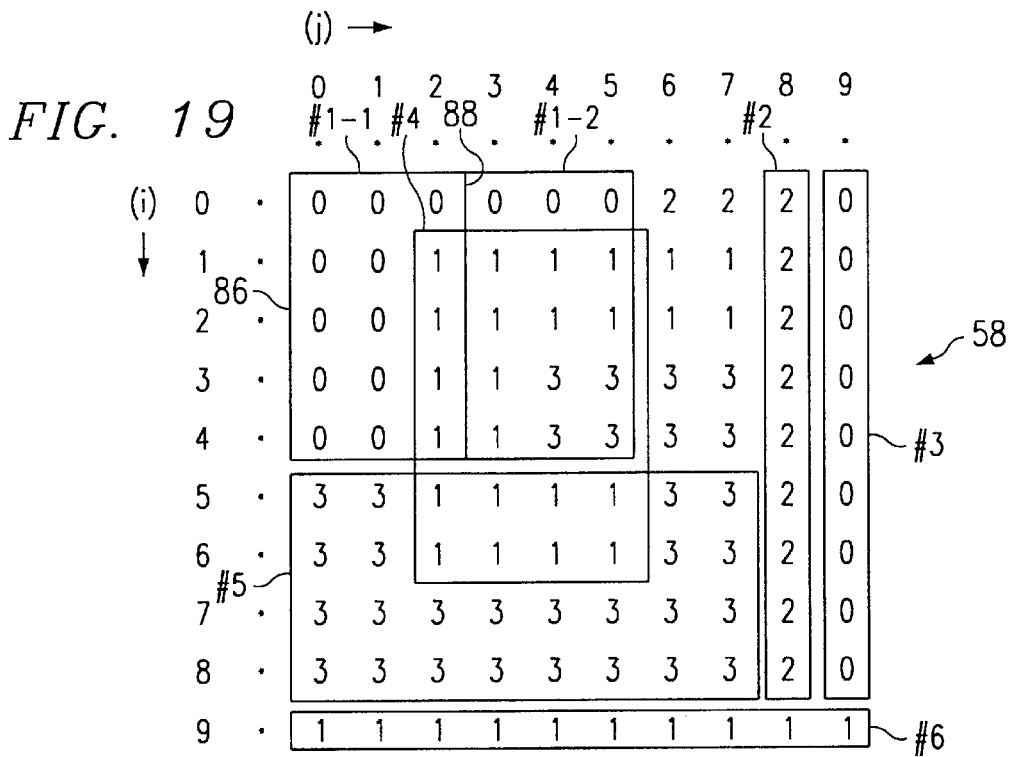 (j)
0 1 2 3 4 5 6 7 8 9
FIG. 19
#1-1 #4 88 #1-2 #2
(i) 0 0 0 0 0 0 0 2 2 2 0
1 0 0 1 1 1 1 1 1 2 0
86
2 0 0 1 1 1 1 1 1 2 0
58
3 0 0 1 1 3 3 3 3 2 0
4 0 0 1 1 3 3 3 3 2 0
#3
5 3 3 1 1 1 1 3 3 2 0
6 3 3 1 1 1 1 3 3 2 0
#5
7 3 3 3 3 3 3 3 3 2 0
8 3 3 3 3 3 3 3 3 2 0
9 1 1 1 1 1 1 1 1 1 1
#6